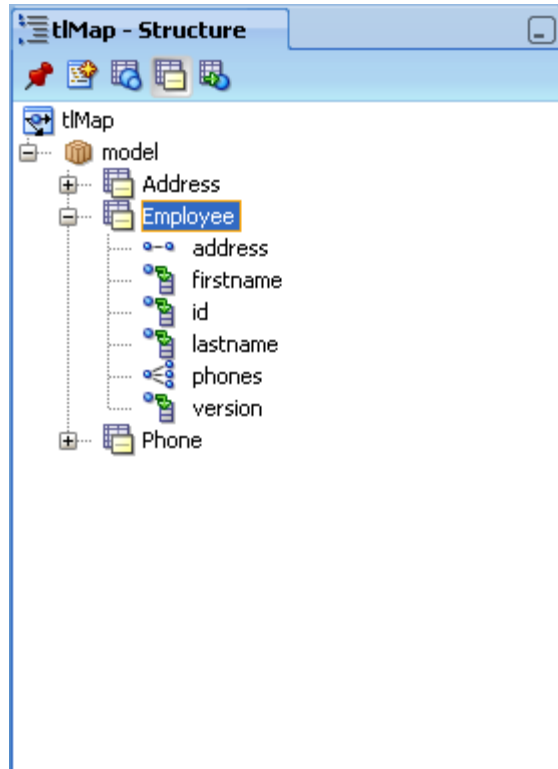 tlMap - Structure
tlMap
model
Address
Employee
address
firstname
id
lastname
phones
version
Phone